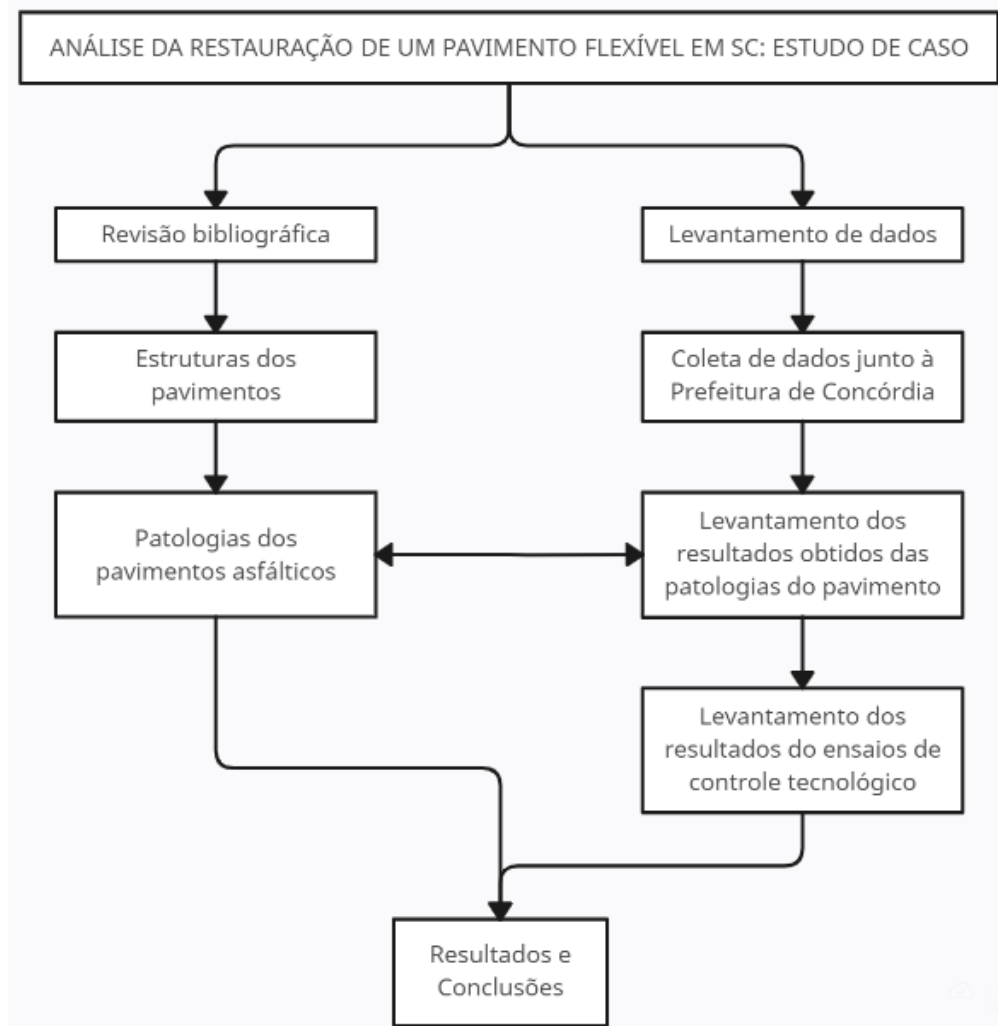 ANÁLISE DA RESTAURAÇÃO DE UM PAVIMENTO FLEXÍVEL EM SC: ESTUDO DE CASO
Revisão bibliográfica
Levantamento de dados
Estruturas dos
pavimentos
Coleta de dados junto à
Prefeitura de Concórdia
Patologias dos
pavimentos asfálticos
Levantamento dos
resultados obtidos das
patologias do pavimento
Levantamento dos
resultados do ensaios de
controle tecnológico
Resultados e
Conclusões